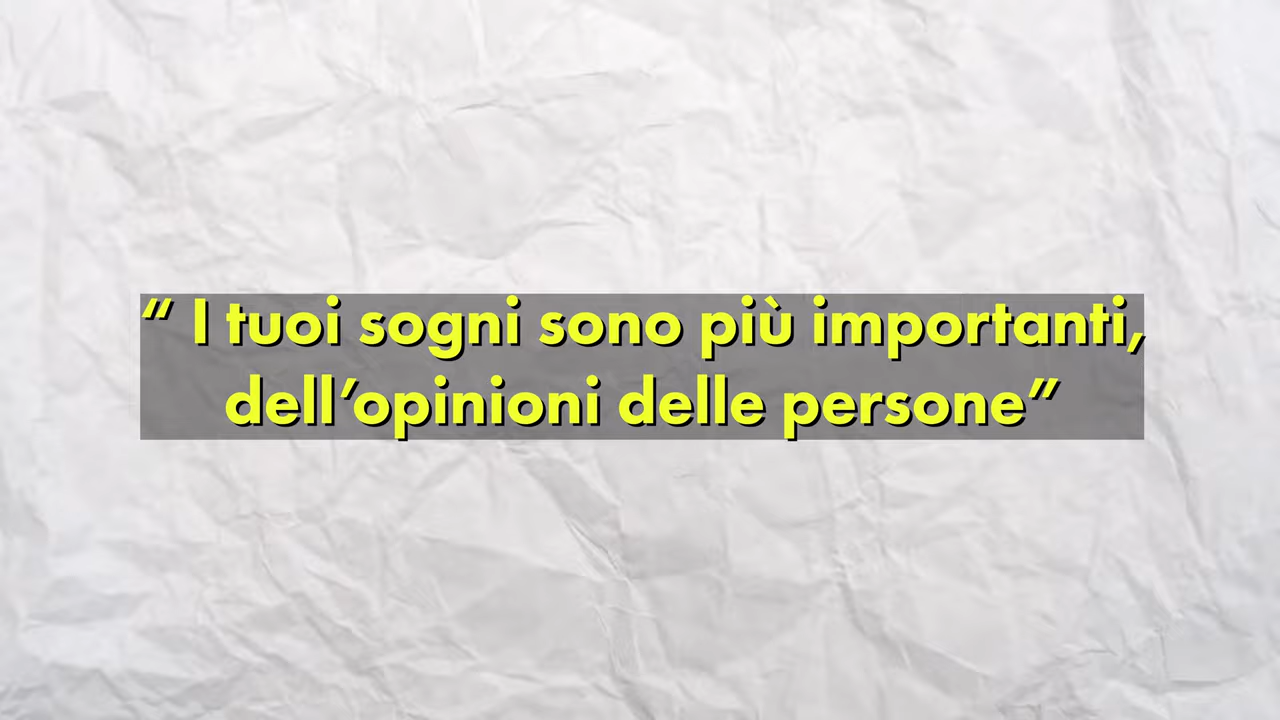 “ I tuoi sogni sono più importanti,
dell’opinioni delle persone”